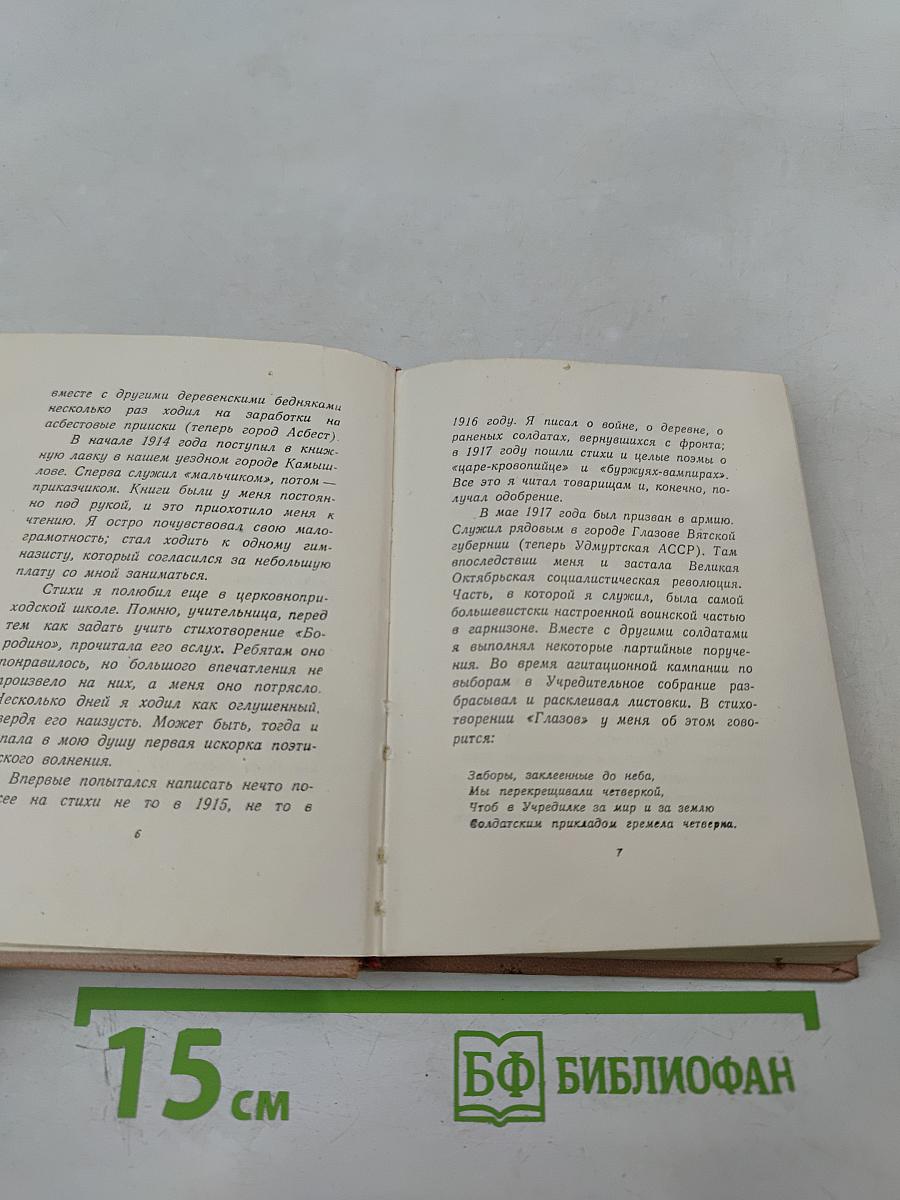 вместе с другими деревенскими бедняками
несколько раз ходил на заработки на
асбестовые прииски (теперь город Асбест).
В начале 1914 года поступил в книж-
ную лавку в нашем уездном городе Камыш-
лове. Сперва служил «мальчиком», потом —
приказчиком. Книги были у меня постоян-
но под рукой, и это приохотило меня к
чтению. Я остро почувствовал свою мало-
грамотность; стал ходить к одному гим-
назисту, который согласился за небольшую
плату со мной заниматься.
Стихи я полюбил еще в церковнопри-
ходской школе. Помню, учительница, перед
тем как задать учить стихотворение «Бо-
родино», прочитала его вслух. Ребятам оно
понравилось, но большого впечатления не
произвело на них, а меня оно потрясло.
Несколько дней я ходил как оглушенный,
вердя его наизусть. Может быть, тогда и
пала в мою душу первая искорка поэти-
ского волнения.
Впервые попытался написать нечто по-
ее на стихи не то в 1915, не то в
6
1916 году. Я писал о войне, о деревне, о
раненых солдатах, вернувшихся с фронта;
в 1917 году пошли стихи и целые поэмы о
«царе-кровопийце» и «буржуях-вампирах».
Все это я читал товарищам и, конечно, по-
лучал одобрение.
В мае 1917 года был призван в армию.
Служил рядовым в городе Глазове Вятской
губернии (теперь Удмуртская АССР). Там
впоследствии меня и застала Великая
Октябрьская социалистическая революция.
Часть, в которой я служил, была самой
большевистски настроенной воинской частью
в гарнизоне. Вместе с другими солдатами
я выполнял некоторые партийные поруче-
ния. Во время агитационной кампании по
выборам в Учредительное собрание раз-
брасывал и расклеивал листовки. В стихо-
творении «Глазов» у меня об этом гово-
рится:
Заборы, заклеенные до неба,
Мы перекрещивали четверкой,
Чтоб в Учредилке за мир и за землю
Солдатским прикладом гремела четверка.
7
15 см
БФ БИБЛИОФАН